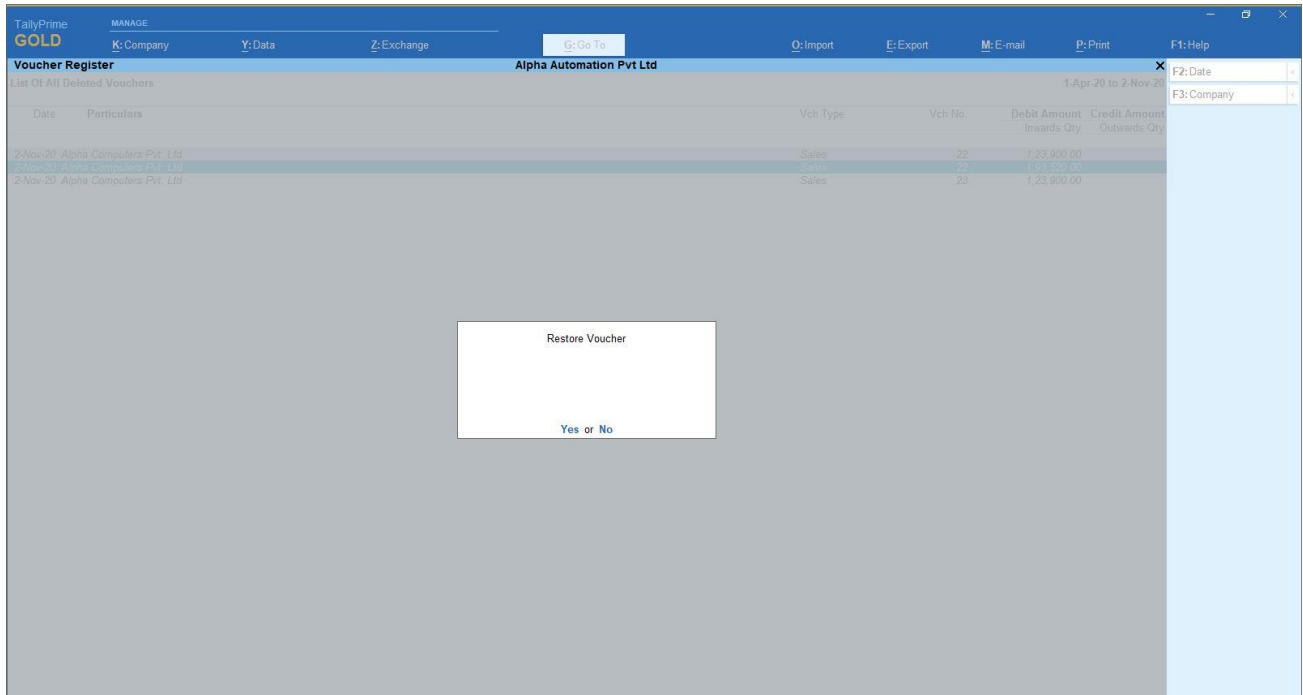 TallyPrime
GOLD
MANAGE
K: Company Y: Data Z: Exchange G: Go To O: Import E: Export M: E-mail P: Print F1: Help
Voucher Register Alpha Automation Pvt Ltd
F2: Date
List Of All Deleted Vouchers 1-Apr-20 to 2-Nov-20
F3: Company
Date Particulars Vch Type Vch No. Debit Amount Credit Amount
Inwards Qty Outwards Qty
2-Nov-20 Alpha Computers Pvt. Ltd Sales 22 1,23,900.00
2-Nov-20 Alpha Computers Pvt. Ltd Sales 22
2-Nov-20 Alpha Computers Pvt. Ltd Sales 23 1,23,900.00
Restore Voucher
Yes or No